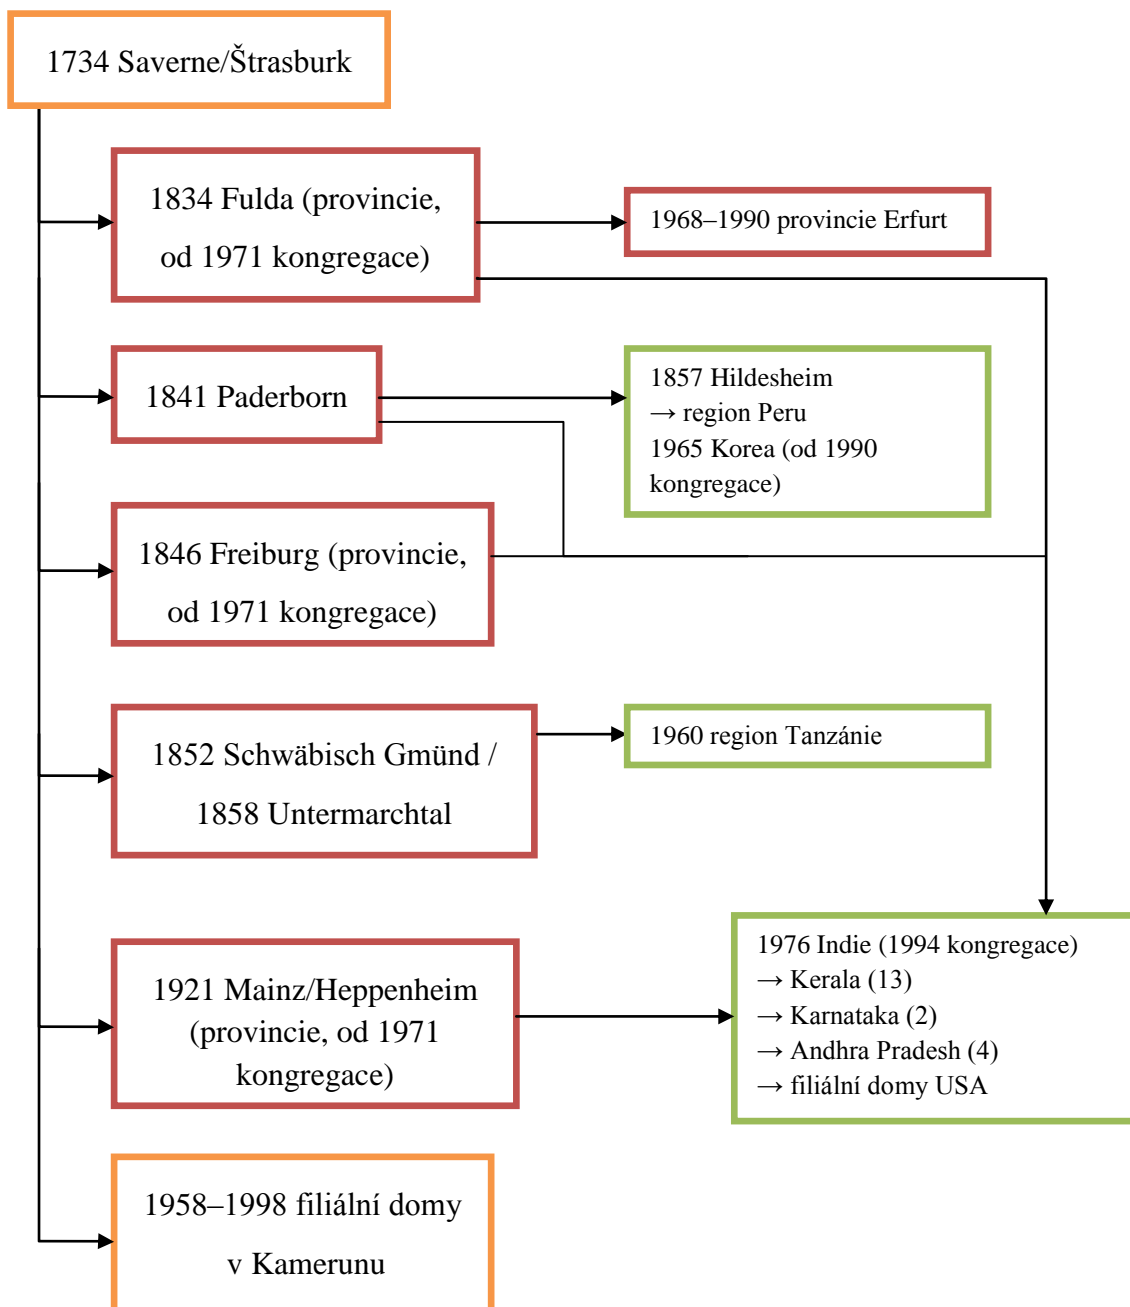 1734 Saverne/Štrasburk
1834 Fulda (provincie,
od 1971 kongregace)
1968–1990 provincie Erfurt
1841 Paderborn
1857 Hildesheim
→ region Peru
1965 Korea (od 1990
kongregace)
1846 Freiburg (provincie,
od 1971 kongregace)
1852 Schwäbisch Gmünd /
1858 Untermarchtal
1960 region Tanzánie
1921 Mainz/Heppenheim
(provincie, od 1971
kongregace)
1976 Indie (1994 kongregace)
→ Kerala (13)
→ Karnataka (2)
→ Andhra Pradesh (4)
→ filiální domy USA
1958–1998 filiální domy
v Kamerunu